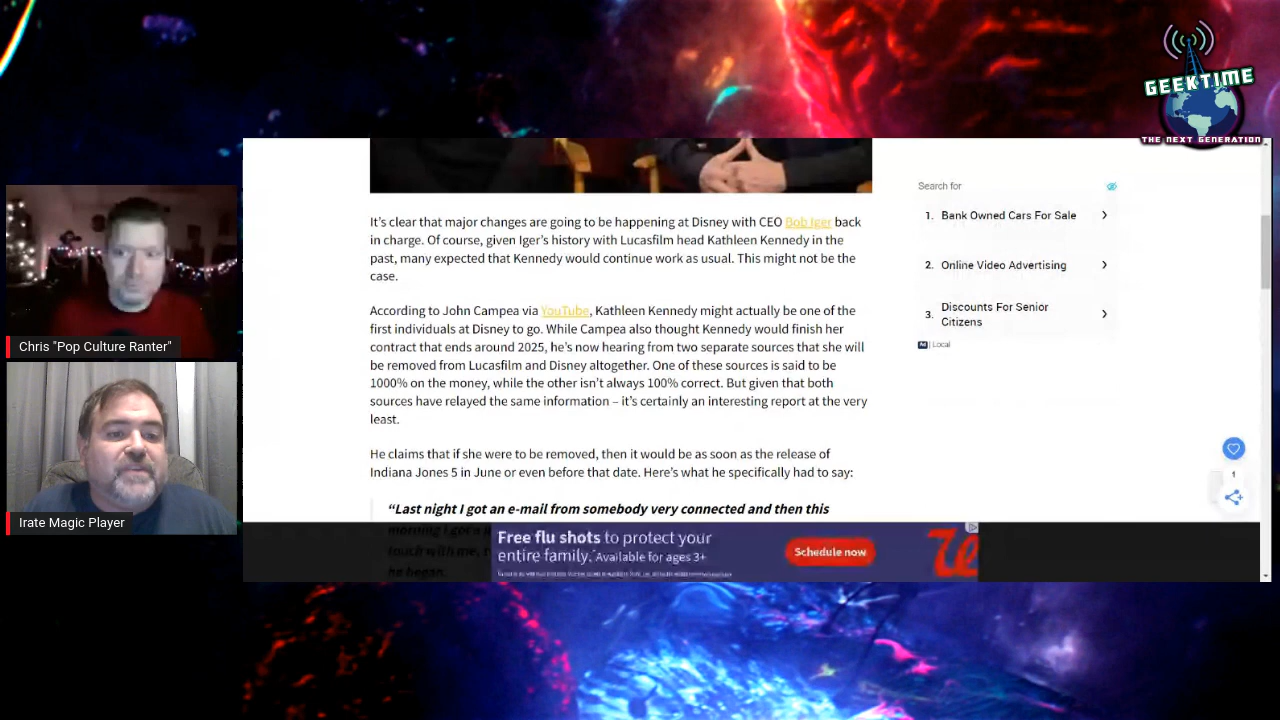 GEEKTIME
THE NEXT GENERATION
Chris "Pop Culture Ranter"
Irate Magic Player
It's clear that major changes are going to be happening at Disney with CEO Bob Iger back
in charge. Of course, given Iger's history with Lucasfilm head Kathleen Kennedy in the
past, many expected that Kennedy would continue work as usual. This might not be the
case.
According to John Campea via YouTube, Kathleen Kennedy might actually be one of the
first individuals at Disney to go. While Campea also thought Kennedy would finish her
contract that ends around 2025, he's now hearing from two separate sources that she will
be removed from Lucasfilm and Disney altogether. One of these sources is said to be
1000% on the money, while the other isn't always 100% correct. But given that both
sources have relayed the same information – it's certainly an interesting report at the very
least.
He claims that if she were to be removed, then it would be as soon as the release of
Indiana Jones 5 in June or even before that date. Here's what he specifically had to say:
“Last night I got an e-mail from somebody very connected and then this
morning I got a
touch with me,
he began.
Search for
1. Bank Owned Cars For Sale
2. Online Video Advertising
3. Discounts For Senior
Citizens
Ad | Local
1
Free flu shots to protect your
entire family. Available for ages 3+
Schedule now